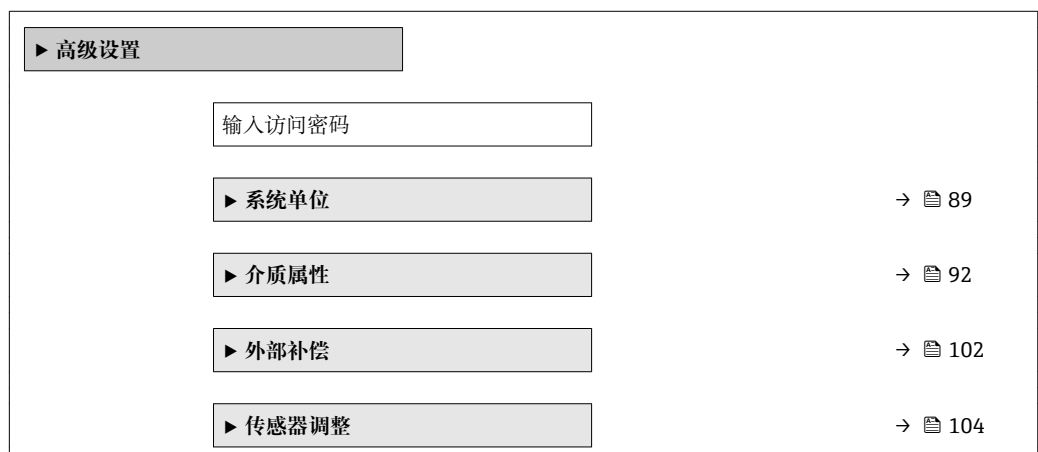 ▶ 高级设置
输入访问密码
▶ 系统单位 → 89
▶ 介质属性 → 92
▶ 外部补偿 → 102
▶ 传感器调整 → 104